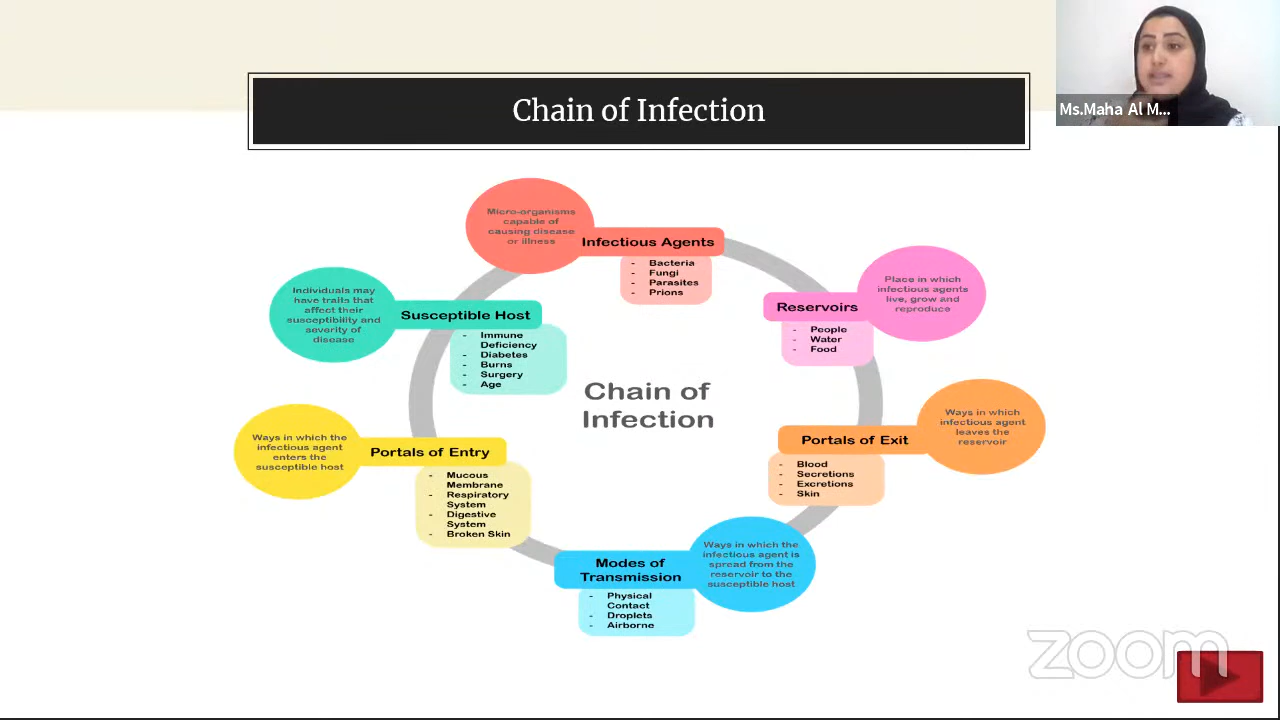 Chain of Infection
Ms.Maha Al M...
Micro-organisms
capable of
causing disease
or illness
Infectious Agents
- Bacteria
- Fungi
- Parasites
- Prions
Reservoirs
- People
- Water
- Food
Place in which
infectious agents
live, grow and
reproduce
Portals of Exit
- Blood
- Secretions
- Excretions
- Skin
Ways in which
infectious agent
leaves the
reservoir
Modes of
Transmission
- Physical
Contact
- Droplets
- Airborne
Ways in which the
infectious agent is
spread from the
reservoir to the
susceptible host
Ways in which the
infectious agent
enters the
susceptible host
Portals of Entry
- Mucous
Membrane
- Respiratory
System
- Digestive
System
- Broken Skin
Individuals may
have traits that
affect their
susceptibility and
severity of
disease
Susceptible Host
- Immune
Deficiency
- Diabetes
- Burns
- Surgery
- Age
Chain of
Infection
zoom